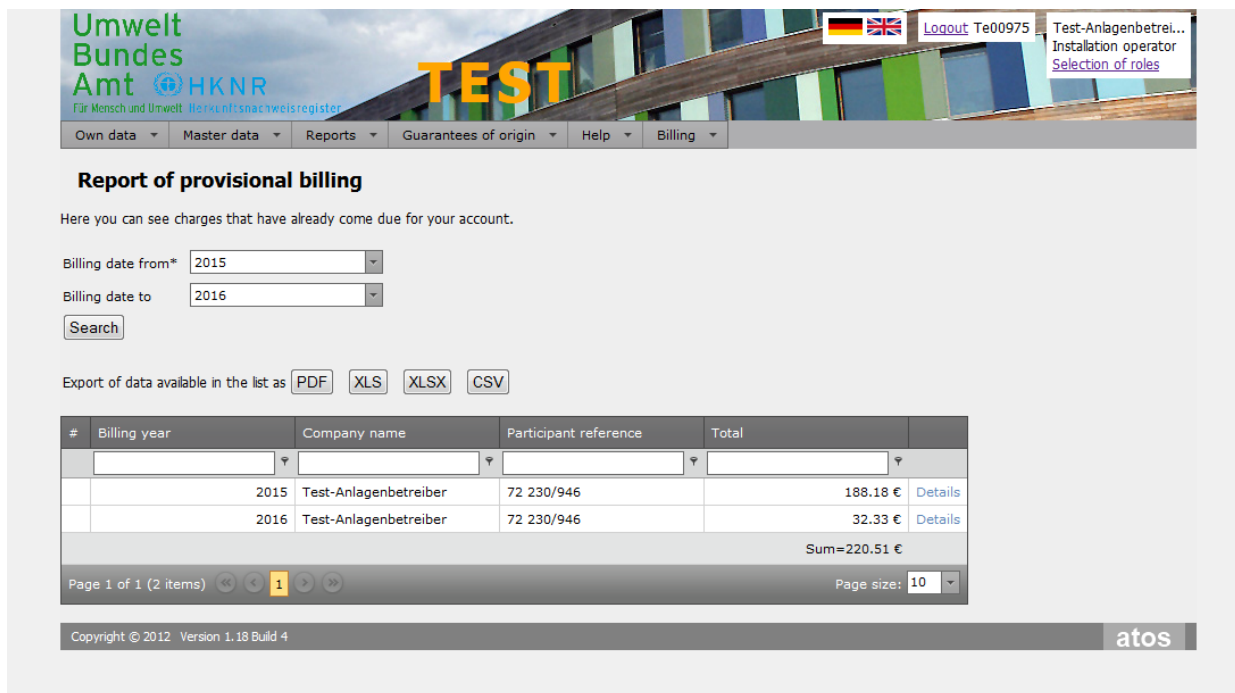 Umwelt
Bundes
Amt HKNR
Für Mensch und Umwelt Herkunftsnachweisregister
TEST
Logout Te00975
Test-Anlagenbetrei...
Installation operator
Selection of roles
Own data Master data Reports Guarantees of origin Help Billing
Report of provisional billing
Here you can see charges that have already come due for your account.
Billing date from* 2015
Billing date to 2016
Search
Export of data available in the list as PDF XLS XLSX CSV
# Billing year Company name Participant reference Total
2015 Test-Anlagenbetreiber 72 230/946 188.18 € Details
2016 Test-Anlagenbetreiber 72 230/946 32.33 € Details
Sum=220.51 €
Page 1 of 1 (2 items) 1 Page size: 10
Copyright © 2012 Version 1.18 Build 4 atos